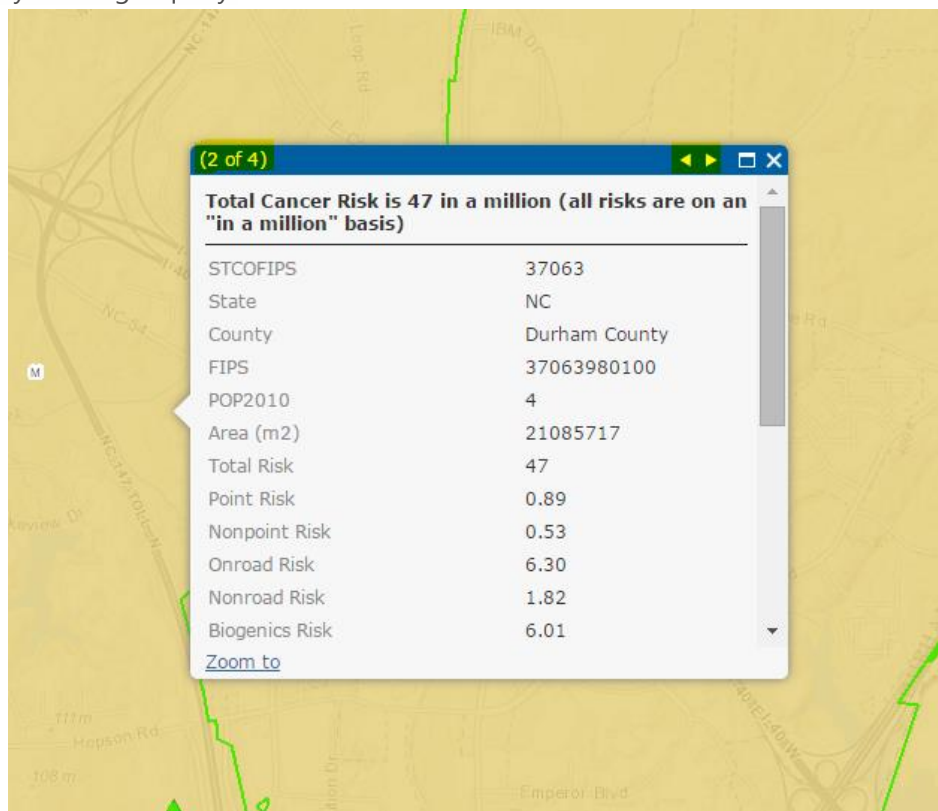 NC-147
Loop Rd
IBM Dr
(2 of 4)
Total Cancer Risk is 47 in a million (all risks are on an
"in a million" basis)
STCOFIPS 37063
State NC
County Durham County
FIPS 37063980100
POP2010 4
Area (m2) 21085717
Total Risk 47
Point Risk 0.89
Nonpoint Risk 0.53
Onroad Risk 6.30
Nonroad Risk 1.82
Biogenics Risk 6.01
Zoom to
NC-54
M
NC-147-TOLL-N
111m
Hopson Rd
108 m
Emperor Blvd